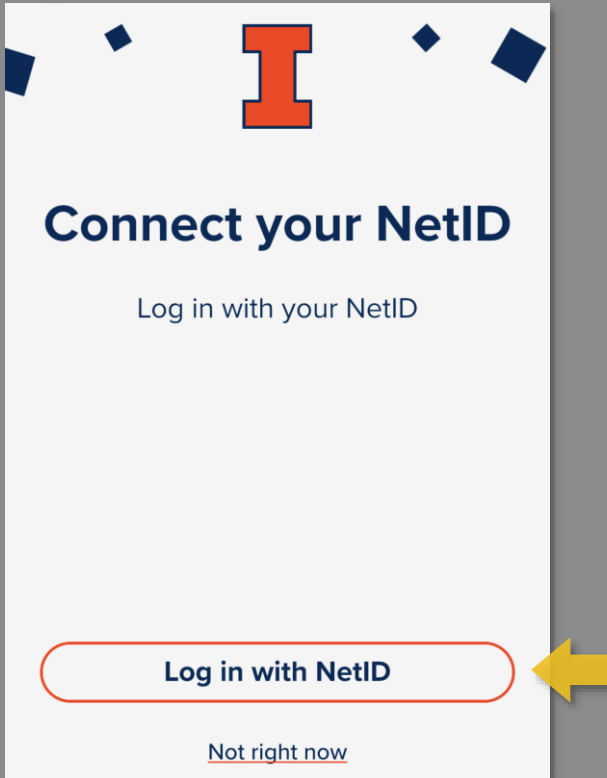 I
Connect your NetID
Log in with your NetID
Log in with NetID
Not right now